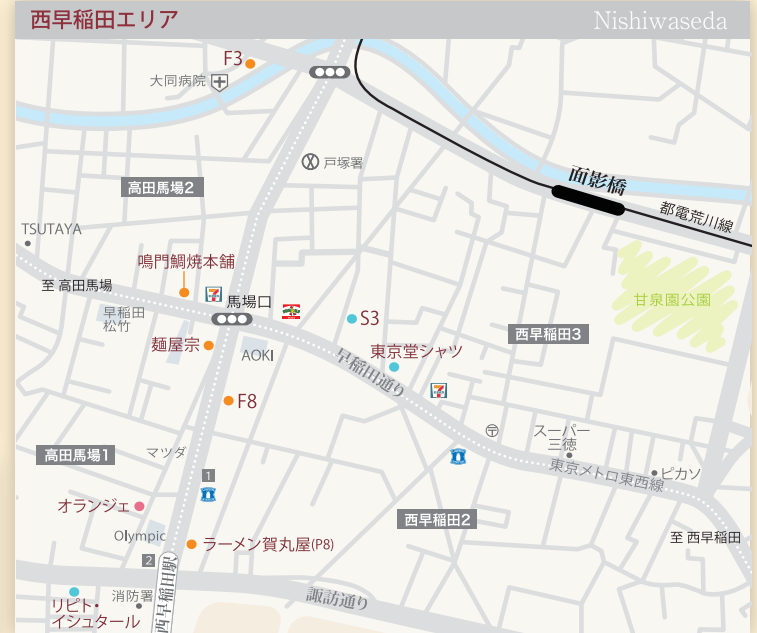 西早稲田エリア
Nishiwaseda
F3
大同病院
戸塚署
高田馬場2
面影橋
都電荒川線
TSUTAYA
鳴門鯛焼本舗
至 高田馬場
7
馬場口
甘泉園公園
早稲田
松竹
S3
西早稲田3
麺屋宗
AOKI
東京堂シャツ
早稲田通り
7
F8
〒
スーパー
三徳
高田馬場1
マツダ
東京メトロ東西線
ピカソ
1
オランジェ
西早稲田2
Olympic
ラーメン賀丸屋(P8)
至 西早稲田
2
西早稲田駅
消防署
諏訪通り
リピト・
イシュタール